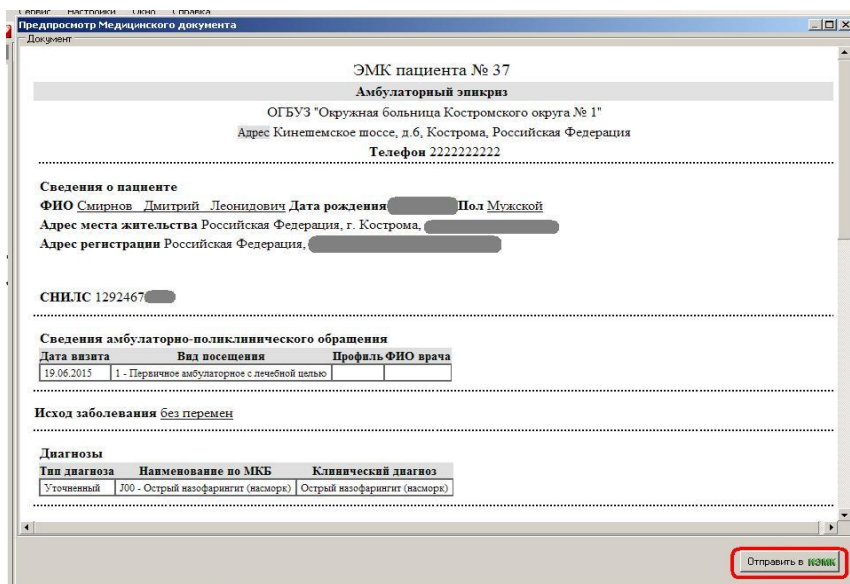 Сервис Настройки Окно Справка
Предпросмотр Медицинского документа
Документ
ЭМК пациента № 37
Амбулаторный эпикриз
ОГБУЗ "Окружная больница Костромского округа № 1"
Адрес Кинешемское шоссе, д.6, Кострома, Российская Федерация
Телефон 2222222222
Сведения о пациенте
ФИО Смирнов Дмитрий Леонидович Дата рождения Пол Мужской
Адрес места жительства Российская Федерация, г. Кострома,
Адрес регистрации Российская Федерация,
СНИЛС 1292467
Сведения амбулаторно-поликлинического обращения
Дата визита Вид посещения Профиль ФИО врача
19.06.2015 1 - Первичное амбулаторное с лечебной целью
Исход заболевания без перемен
Диагнозы
Тип диагноза Наименование по МКБ Клинический диагноз
Уточненный J00 - Острый назофарингит (насморк) Острый назофарингит (насморк)
Отправить в ИЭМК